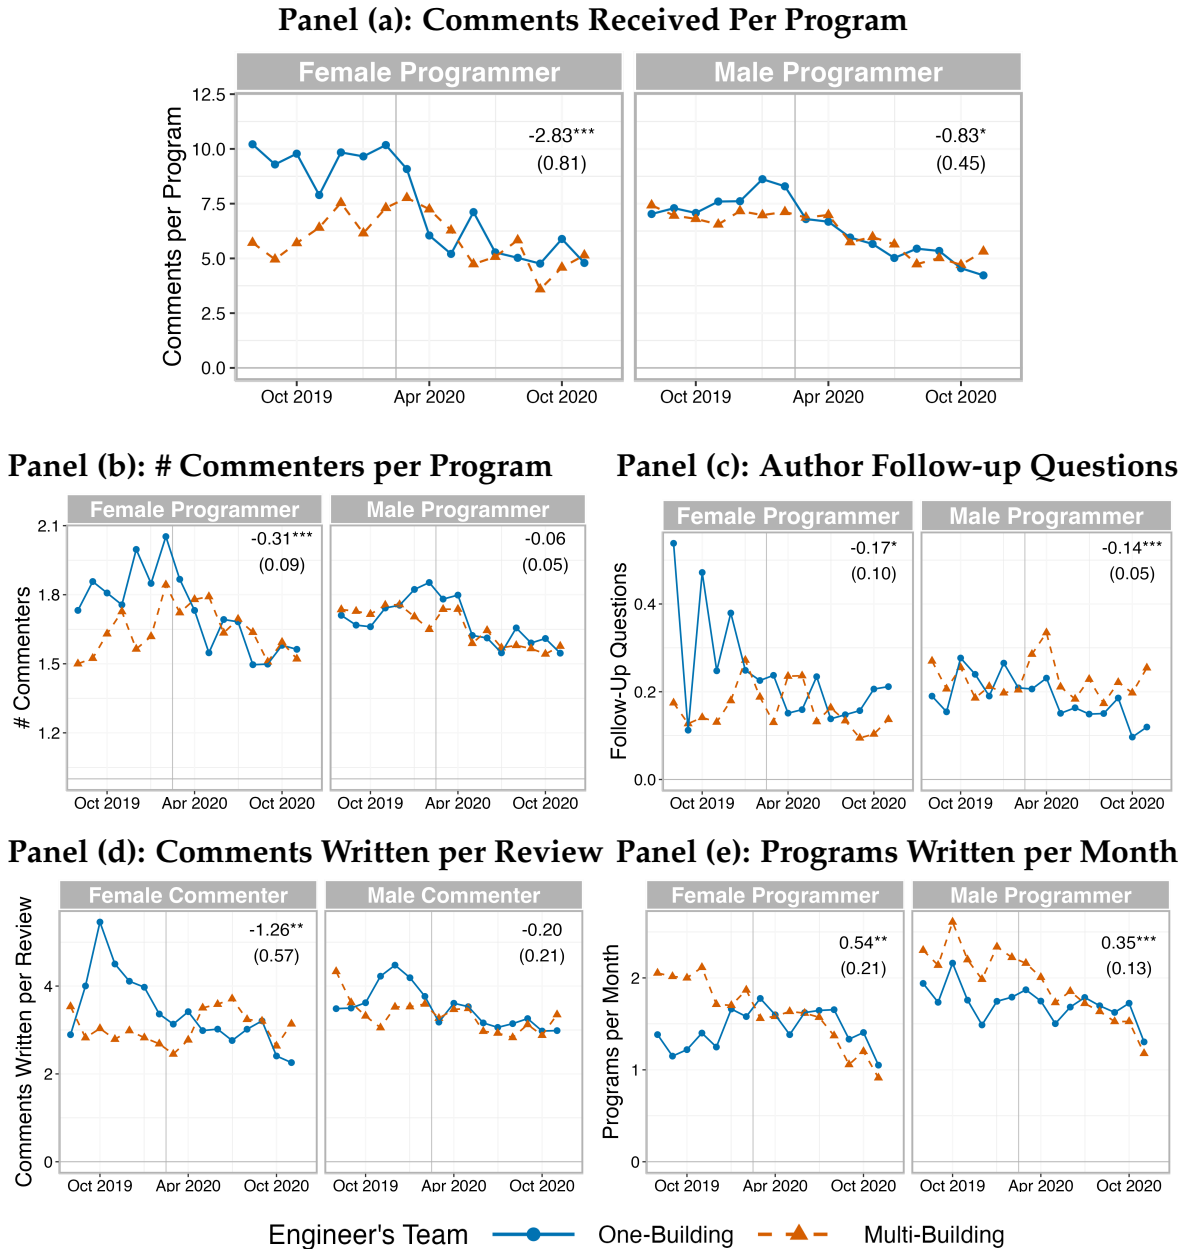 Panel (a): Comments Received Per Program
Female Programmer
Male Programmer
Comments per Program
12.5
10.0
7.5
5.0
2.5
0.0
-2.83***
(0.81)
-0.83*
(0.45)
Oct 2019 Apr 2020 Oct 2020
Oct 2019 Apr 2020 Oct 2020
Panel (b): # Commenters per Program
Female Programmer
Male Programmer
# Commenters
2.1
1.8
1.5
1.2
-0.31***
(0.09)
-0.06
(0.05)
Oct 2019 Apr 2020 Oct 2020
Oct 2019 Apr 2020 Oct 2020
Panel (c): Author Follow-up Questions
Female Programmer
Male Programmer
Follow-Up Questions
0.4
0.2
0.0
-0.17*
(0.10)
-0.14***
(0.05)
Oct 2019 Apr 2020 Oct 2020
Oct 2019 Apr 2020 Oct 2020
Panel (d): Comments Written per Review
Female Commenter
Male Commenter
Comments Written per Review
4
2
0
-1.26**
(0.57)
-0.20
(0.21)
Oct 2019 Apr 2020 Oct 2020
Oct 2019 Apr 2020 Oct 2020
Panel (e): Programs Written per Month
Female Programmer
Male Programmer
Programs per Month
2
1
0
0.54**
(0.21)
0.35***
(0.13)
Oct 2019 Apr 2020 Oct 2020
Oct 2019 Apr 2020 Oct 2020
Engineer's Team One-Building Multi-Building